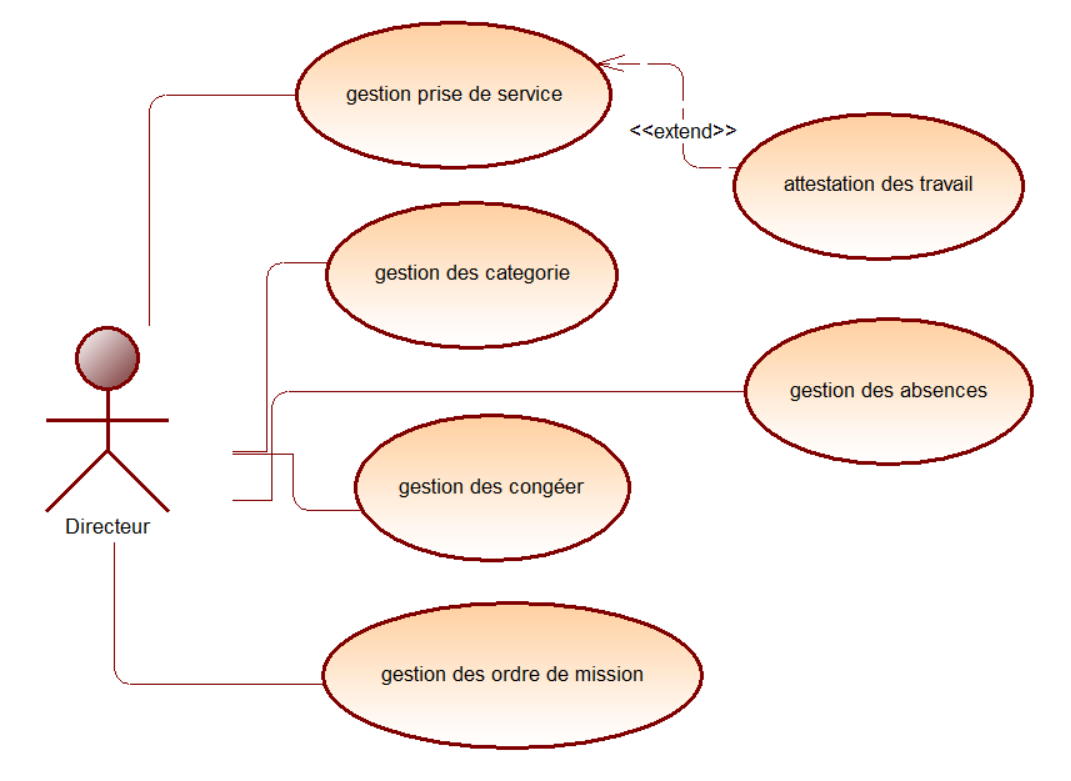 gestion prise de service
<<extend>>
attestation des travail
gestion des categorie
gestion des absences
gestion des congéer
Directeur
gestion des ordre de mission